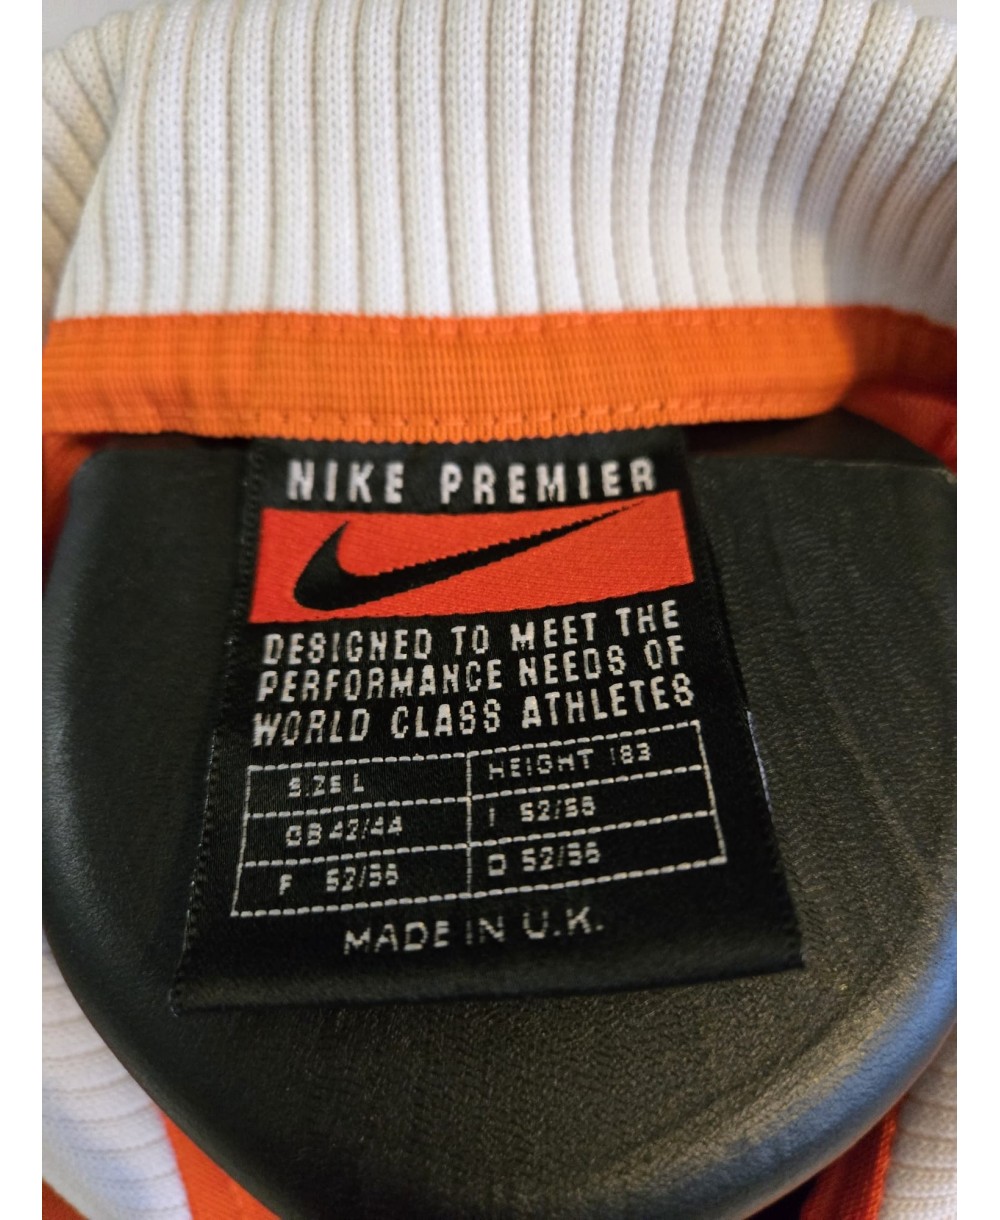 NIKE PREMIER
DESIGNED TO MEET THE
PERFORMANCE NEEDS OF
WORLD CLASS ATHLETES
SIZE L HEIGHT 183
GB 42/44 I 52/56
F 52/56 D 52/56
MADE IN U.K.